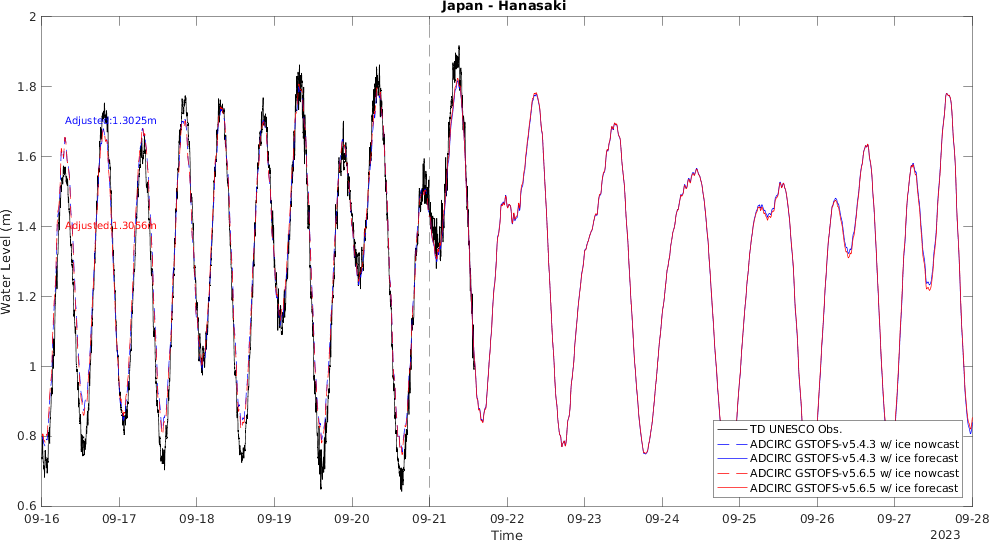 Japan - Hanasaki
2
1.8
1.6
1.4
1.2
1
0.8
0.6
Water Level (m)
Adjusted:1.3025m
Adjusted:1.3056m
TD UNESCO Obs.
ADCIRC GSTOFS-v5.4.3 w/ ice nowcast
ADCIRC GSTOFS-v5.4.3 w/ ice forecast
ADCIRC GSTOFS-v5.6.5 w/ ice nowcast
ADCIRC GSTOFS-v5.6.5 w/ ice forecast
09-16 09-17 09-18 09-19 09-20 09-21 09-22 09-23 09-24 09-25 09-26 09-27 09-28
Time
2023